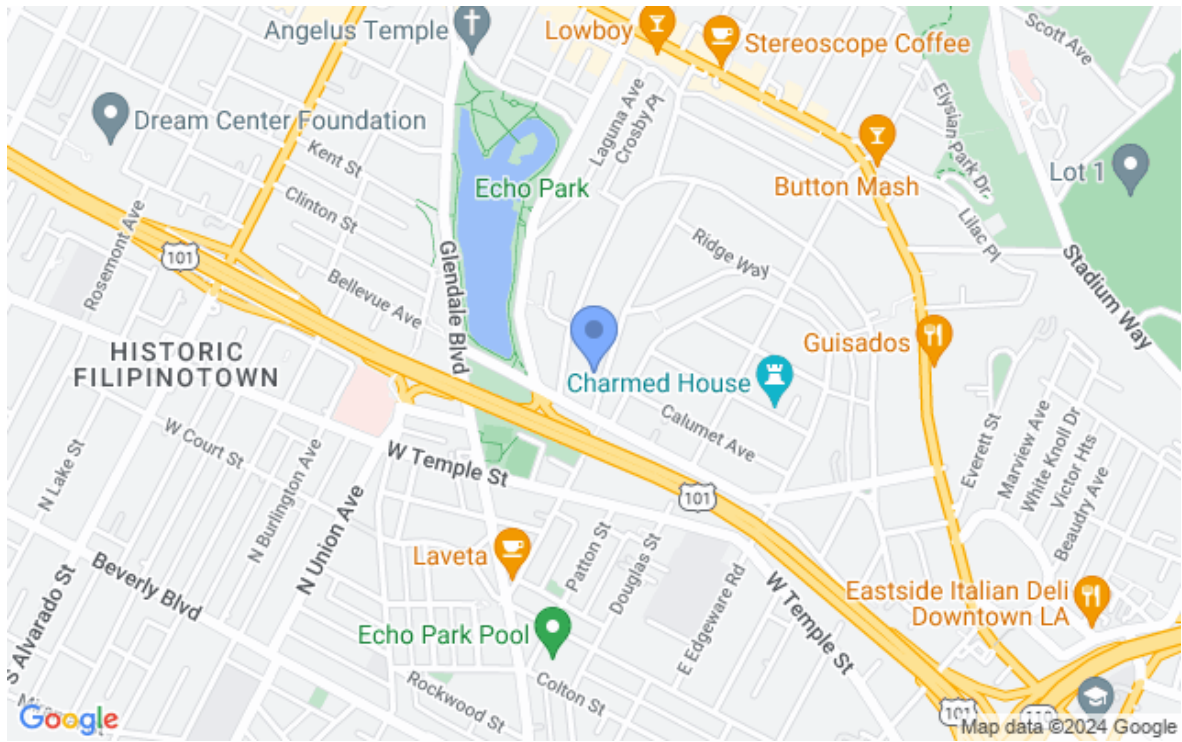 Angelus Temple
Lowboy
Stereoscope Coffee
Scott Ave
Dream Center Foundation
Laguna Ave
Crosby Pl
Elysian Park Dr
Kent St
Echo Park
Button Mash
Lot 1
Clinton St
Rosemont Ave
Lilac Pl
Ridge Way
101
Glendale Blvd
Stadium Way
Bellevue Ave
HISTORIC
FILIPINOTOWN
Guisados
Charmed House
Calumet Ave
W Court St
W Temple St
N Lake St
N Burlington Ave
N Union Ave
Everett St
Marview Ave
White Knoll Dr
Victor Hts
Beaudry Ave
101
Laveta
Patton St
Douglas St
E Edgeware Rd
W Temple St
Beverly Blvd
S Alvarado St
Eastside Italian Deli
Downtown LA
Echo Park Pool
Rockwood St
Colton St
Google
101
110
Map data ©2024 Google